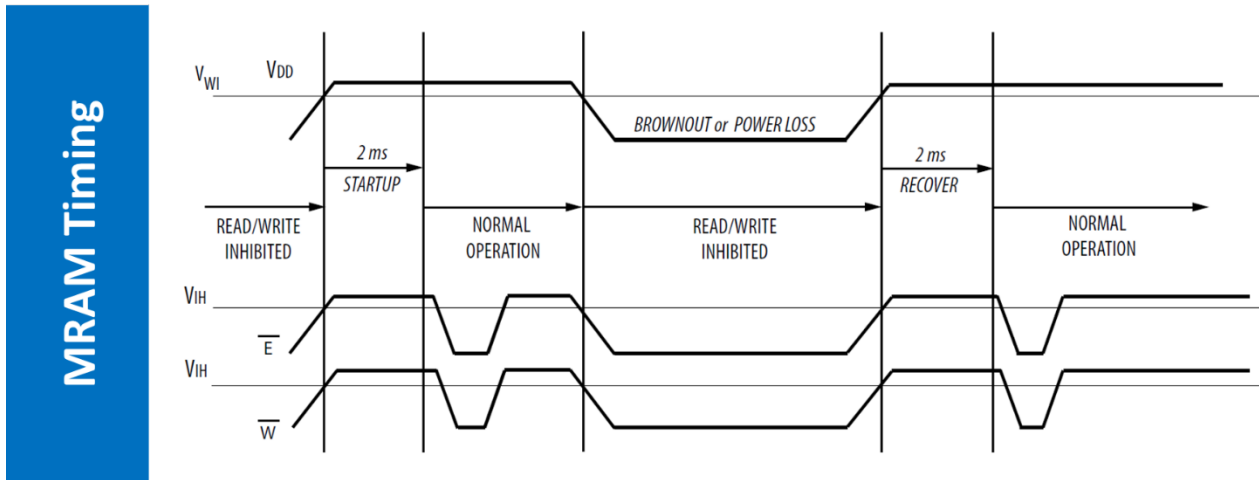 MRAM Timing
VWI
VDD
BROWNOUT or POWER LOSS
2 ms
STARTUP
2 ms
RECOVER
READ/WRITE
INHIBITED
NORMAL
OPERATION
READ/WRITE
INHIBITED
NORMAL
OPERATION
VIH
E
VIH
W